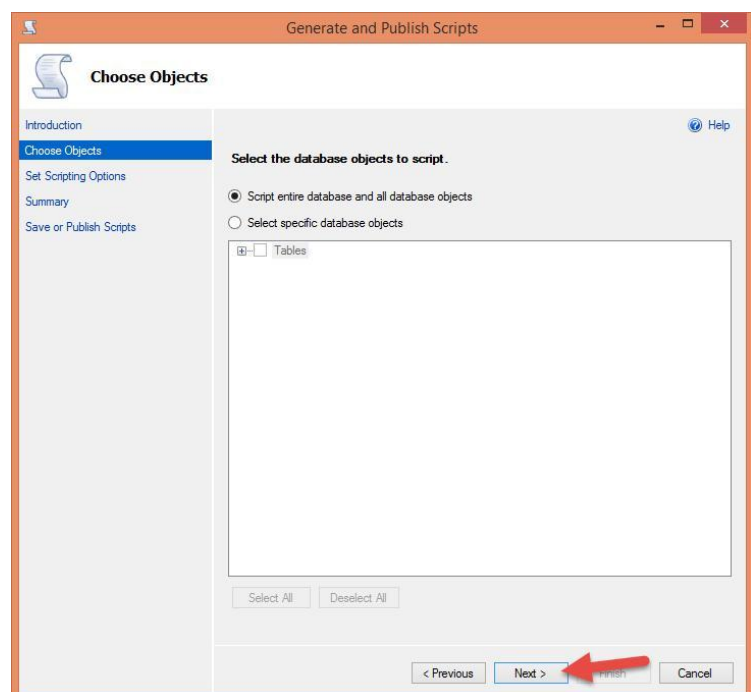 Generate and Publish Scripts
Choose Objects
Introduction
Help
Choose Objects
Select the database objects to script.
Set Scripting Options
Script entire database and all database objects
Summary
Select specific database objects
Save or Publish Scripts
Tables
Select All Deselect All
< Previous Next > Finish Cancel